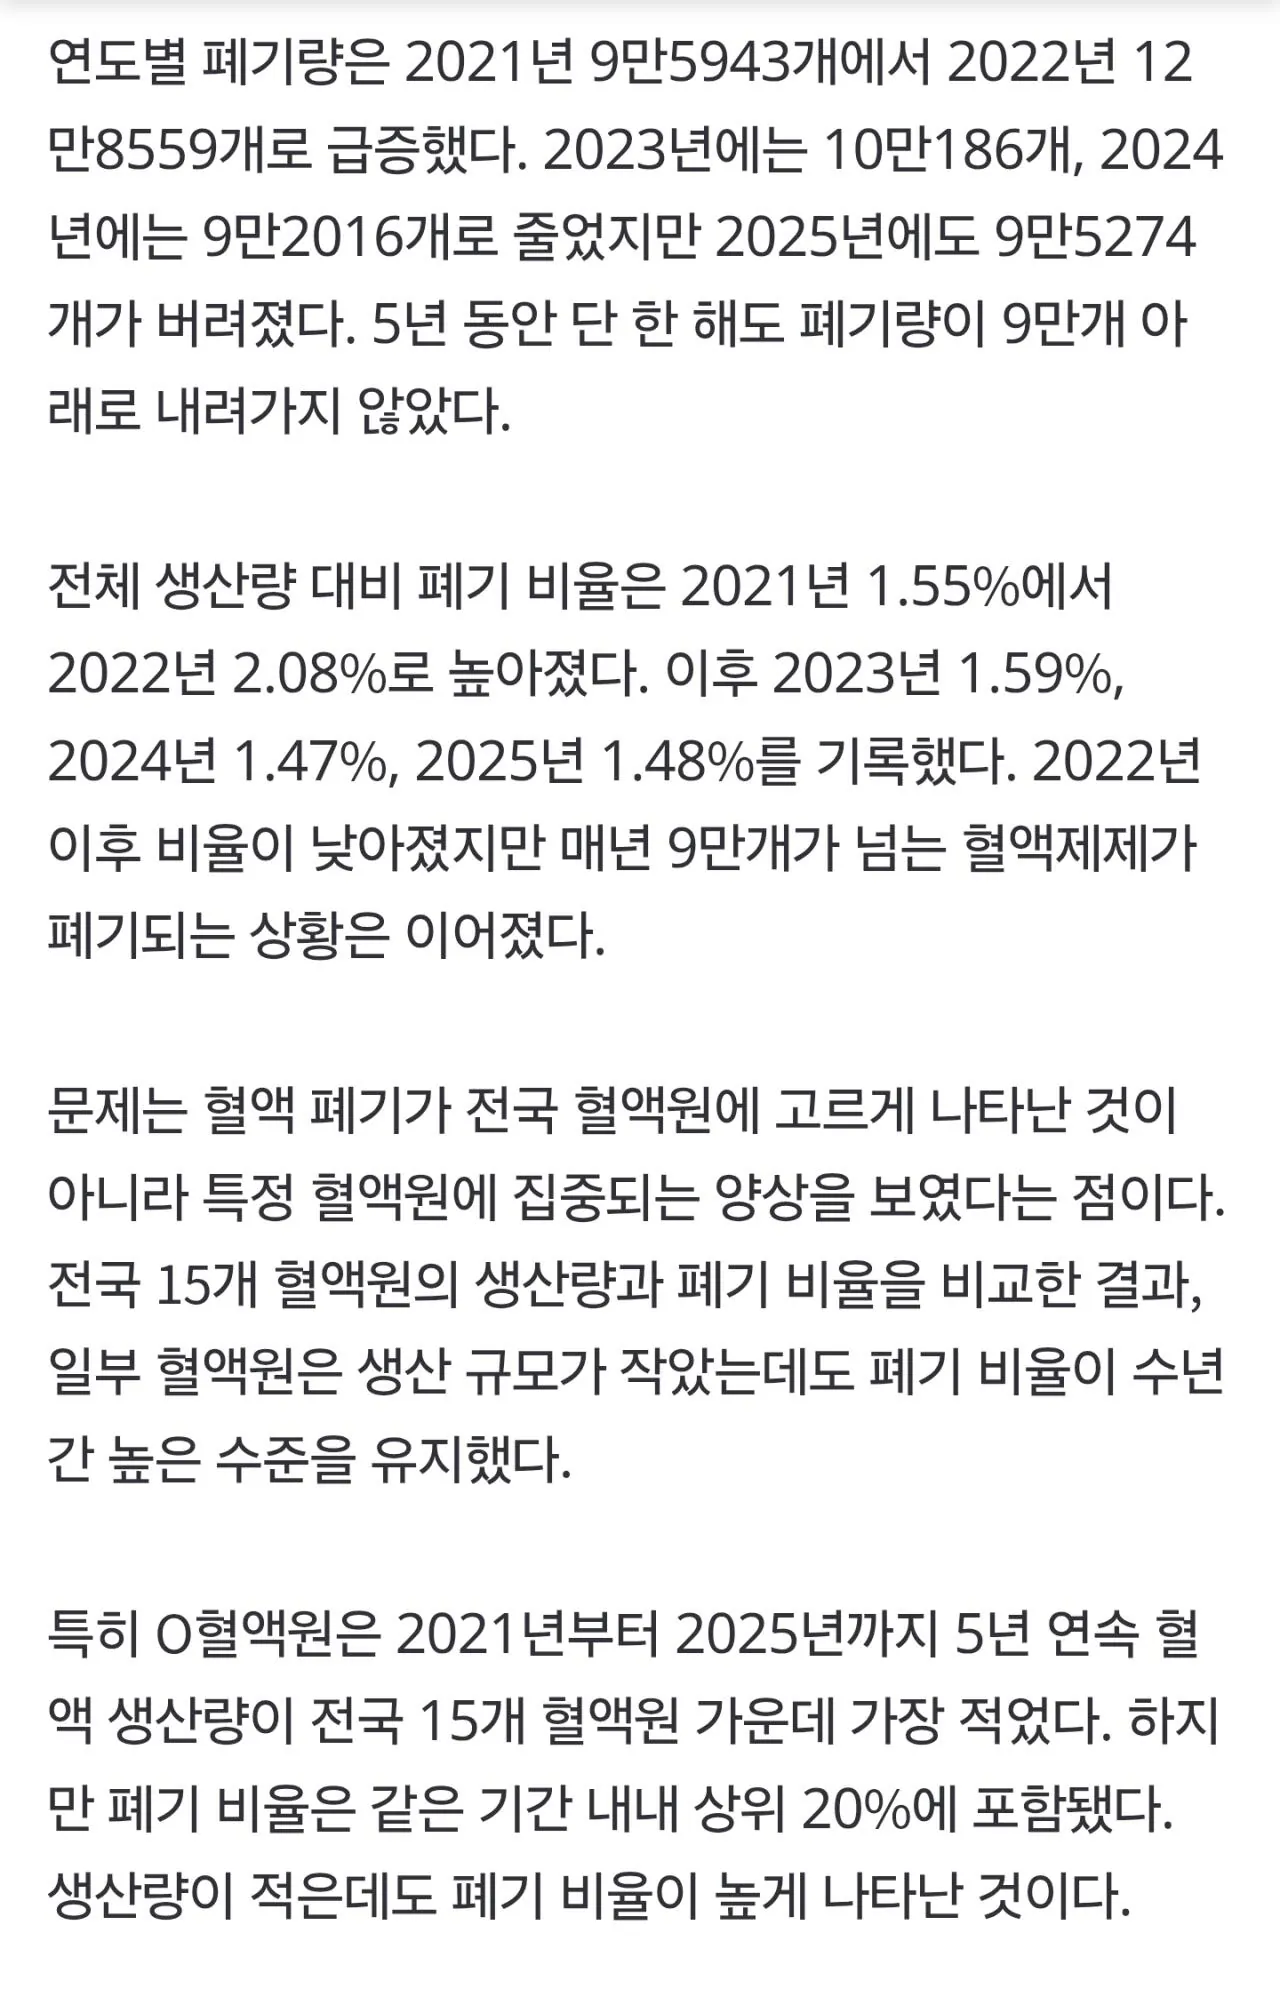 연도별 폐기량은 2021년 9만5943개에서 2022년 12
만8559개로 급증했다. 2023년에는 10만186개, 2024
년에는 9만2016개로 줄었지만 2025년에도 9만5274
개가 버려졌다. 5년 동안 단 한 해도 폐기량이 9만개 아
래로 내려가지 않았다.
전체 생산량 대비 폐기 비율은 2021년 1.55%에서
2022년 2.08%로 높아졌다. 이후 2023년 1.59%,
2024년 1.47%, 2025년 1.48%를 기록했다. 2022년
이후 비율이 낮아졌지만 매년 9만개가 넘는 혈액제제가
폐기되는 상황은 이어졌다.
문제는 혈액 폐기가 전국 혈액원에 고르게 나타난 것이
아니라 특정 혈액원에 집중되는 양상을 보였다는 점이다.
전국 15개 혈액원의 생산량과 폐기 비율을 비교한 결과,
일부 혈액원은 생산 규모가 작았는데도 폐기 비율이 수년
간 높은 수준을 유지했다.
특히 O혈액원은 2021년부터 2025년까지 5년 연속 혈
액 생산량이 전국 15개 혈액원 가운데 가장 적었다. 하지
만 폐기 비율은 같은 기간 내내 상위 20%에 포함됐다.
생산량이 적은데도 폐기 비율이 높게 나타난 것이다.